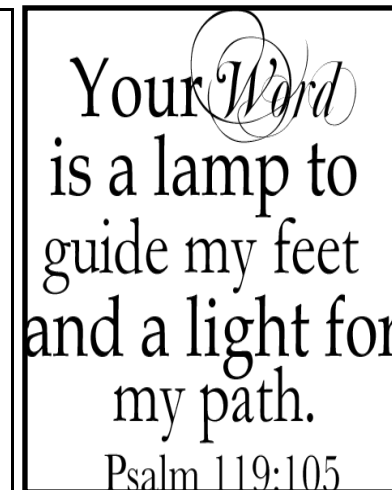 Your Word
is a lamp to
guide my feet
and a light for
my path.
Psalm 119:105